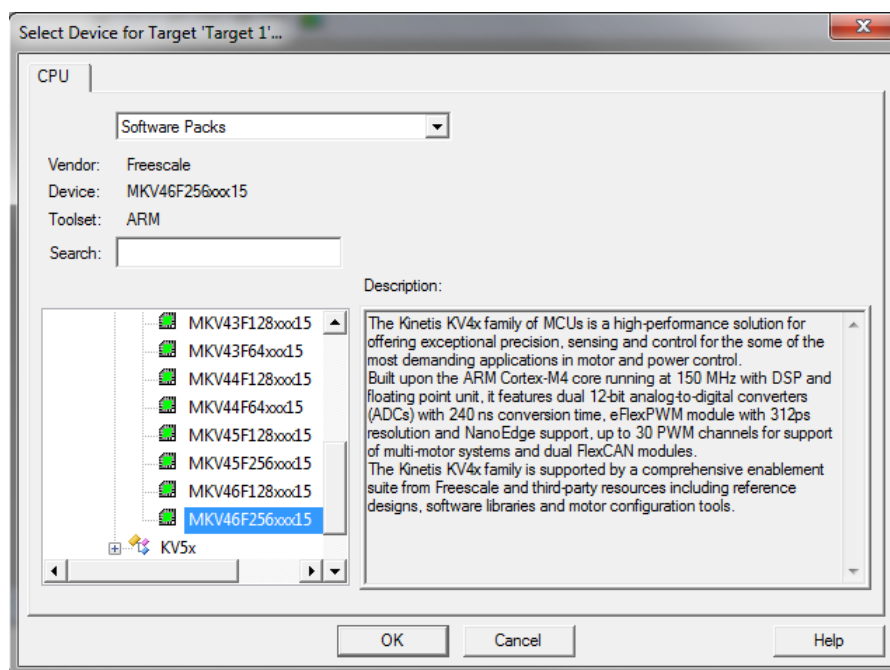 Select Device for Target 'Target 1'...
CPU
Software Packs
Vendor: Freescale
Device: MKV46F256xxx15
Toolset: ARM
Search:
Description:
MKV43F128xxx15
MKV43F64xxx15
MKV44F128xxx15
MKV44F64xxx15
MKV45F128xxx15
MKV45F256xxx15
MKV46F128xxx15
MKV46F256xxx15
KV5x
The Kinetis KV4x family of MCUs is a high-performance solution for
offering exceptional precision, sensing and control for the some of the
most demanding applications in motor and power control.
Built upon the ARM Cortex-M4 core running at 150 MHz with DSP and
floating point unit, it features dual 12-bit analog-to-digital converters
(ADCs) with 240 ns conversion time, eFlexPWM module with 312ps
resolution and NanoEdge support, up to 30 PWM channels for support
of multi-motor systems and dual FlexCAN modules.
The Kinetis KV4x family is supported by a comprehensive enablement
suite from Freescale and third-party resources including reference
designs, software libraries and motor configuration tools.
OK
Cancel
Help